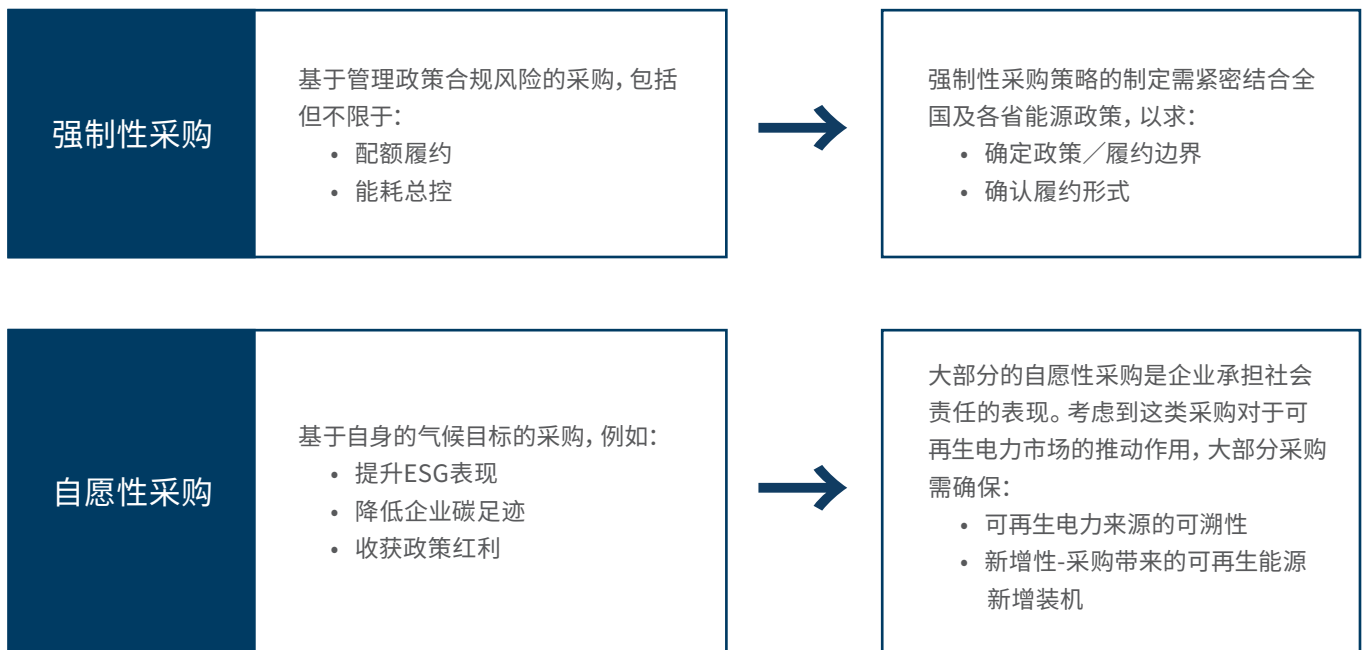 强制性采购
基于管理政策合规风险的采购，包括
但不限于：
• 配额履约
• 能耗总控
强制性采购策略的制定需紧密结合全
国及各省能源政策，以求：
• 确定政策／履约边界
• 确认履约形式
自愿性采购
基于自身的气候目标的采购，例如：
• 提升ESG表现
• 降低企业碳足迹
• 收获政策红利
大部分的自愿性采购是企业承担社会
责任的表现。考虑到这类采购对于可
再生电力市场的推动作用，大部分采购
需确保：
• 可再生电力来源的可溯性
• 新增性-采购带来的可再生能源
新增装机